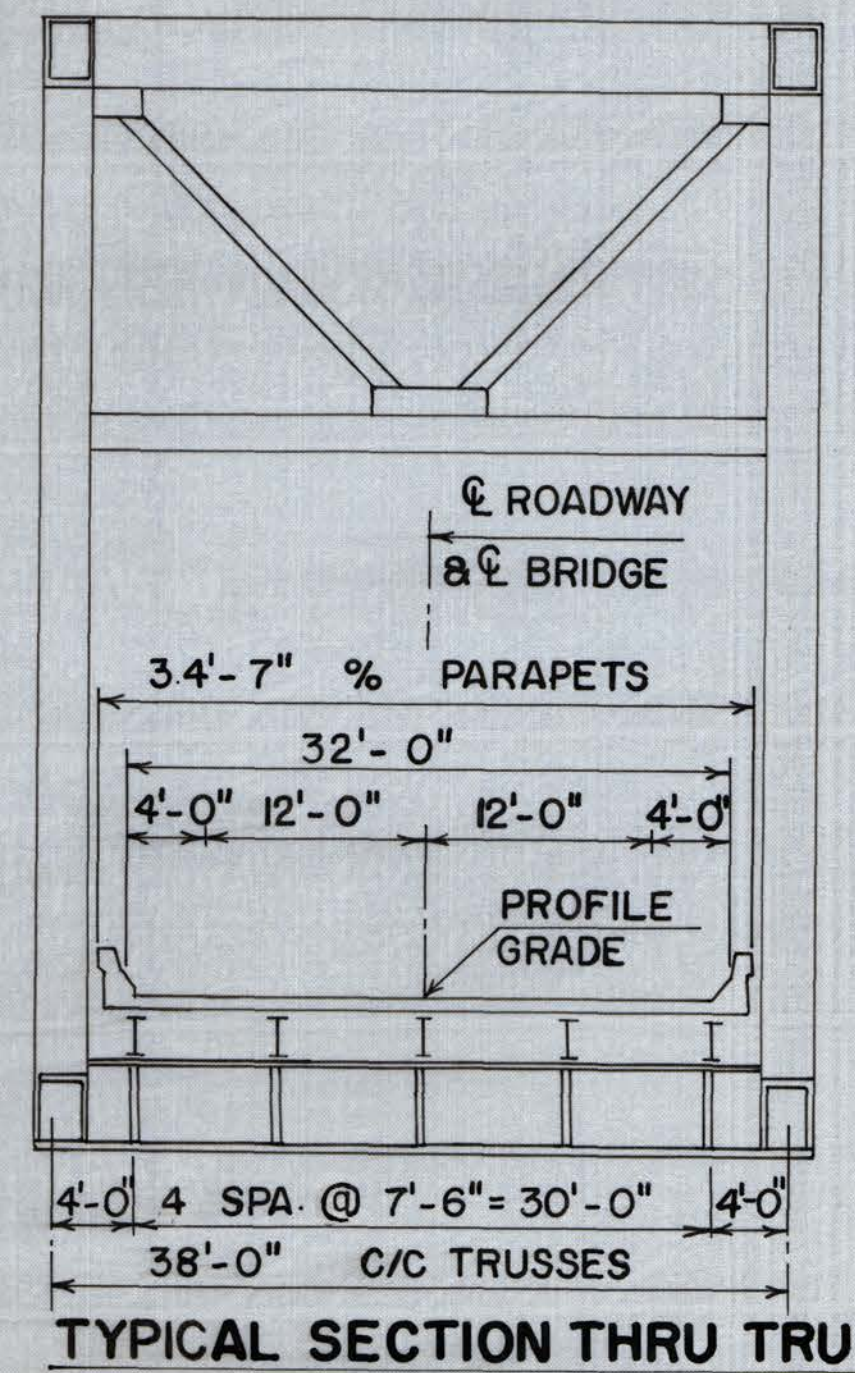 ℄ ROADWAY
& ℄ BRIDGE
3.4'-7" % PARAPETS
32'-0"
4'-0" 12'-0" 12'-0" 4'-0"
PROFILE
GRADE
4'-0" 4 SPA. @ 7'-6" = 30'-0" 4'-0"
38'-0" C/C TRUSSES
TYPICAL SECTION THRU TRU